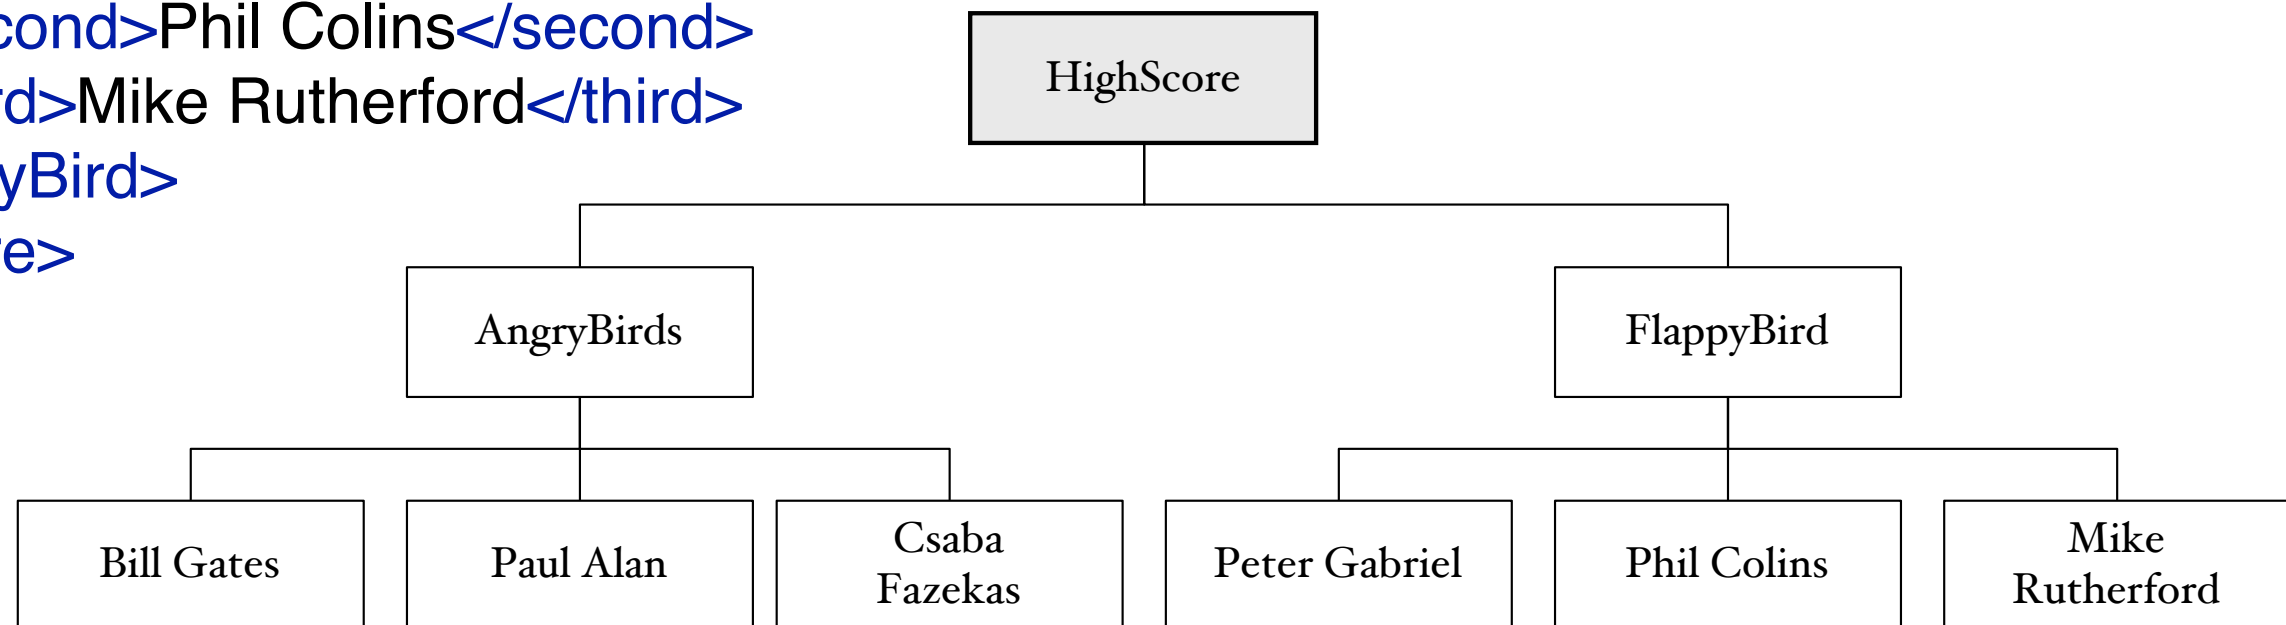 cond>Phil Colins</second>
rd>Mike Rutherford</third>
yBird>
re>
HighScore
AngryBirds
FlappyBird
Bill Gates
Paul Alan
Csaba
Fazekas
Peter Gabriel
Phil Colins
Mike
Rutherford